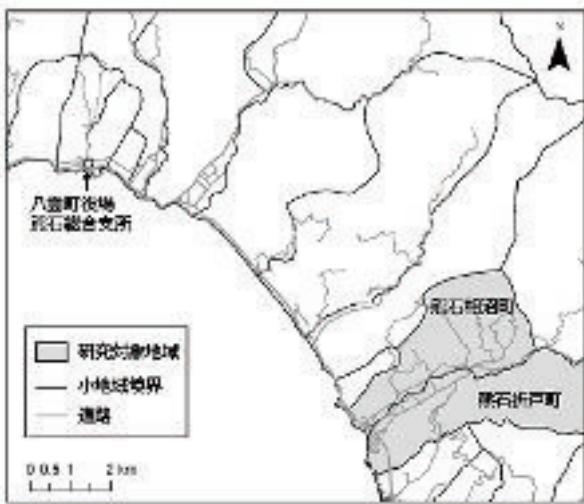 N
八雲町役場
熊石総合支所
熊石相沼町
熊石折戸町
研究対象地域
小地域境界
道路
0 0.5 1 2 km